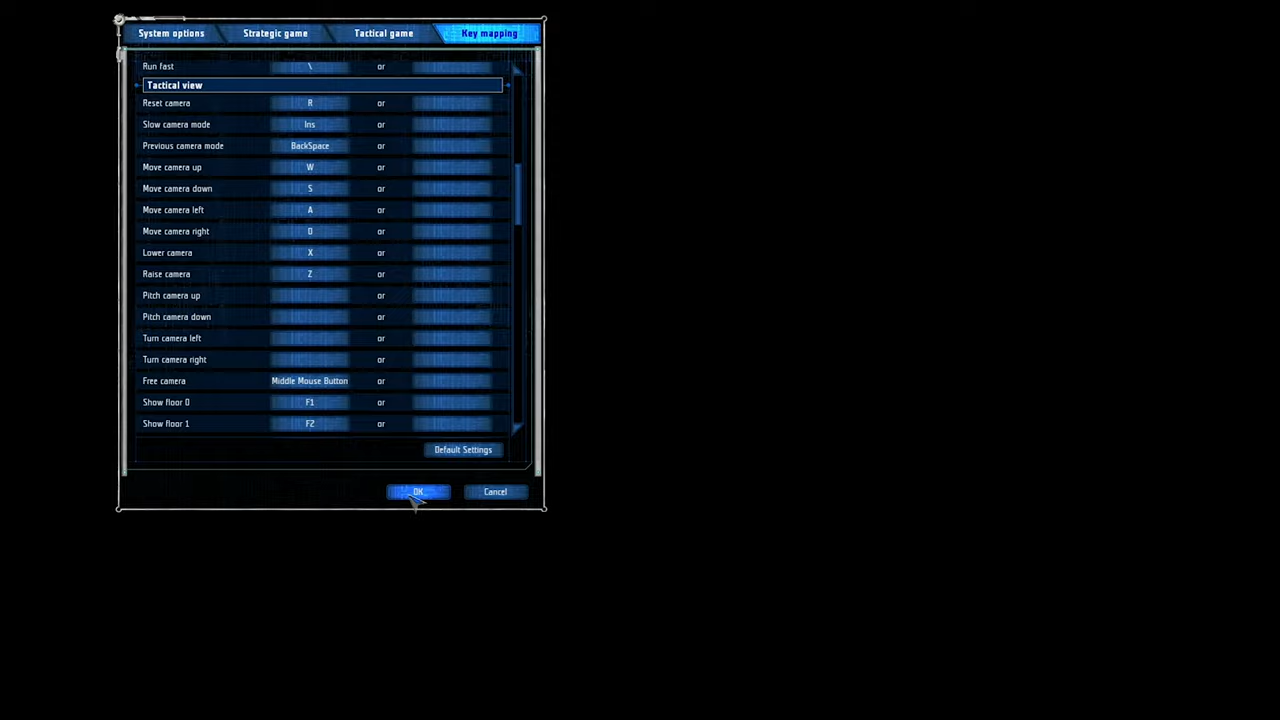 System options Strategic game Tactical game Key mapping
Run fast \ or
Tactical view
Reset camera R or
Slow camera mode Ins or
Previous camera mode BackSpace or
Move camera up W or
Move camera down S or
Move camera left A or
Move camera right D or
Lower camera X or
Raise camera Z or
Pitch camera up or
Pitch camera down or
Turn camera left or
Turn camera right or
Free camera Middle Mouse Button or
Show floor 0 F1 or
Show floor 1 F2 or
Default Settings
OK Cancel